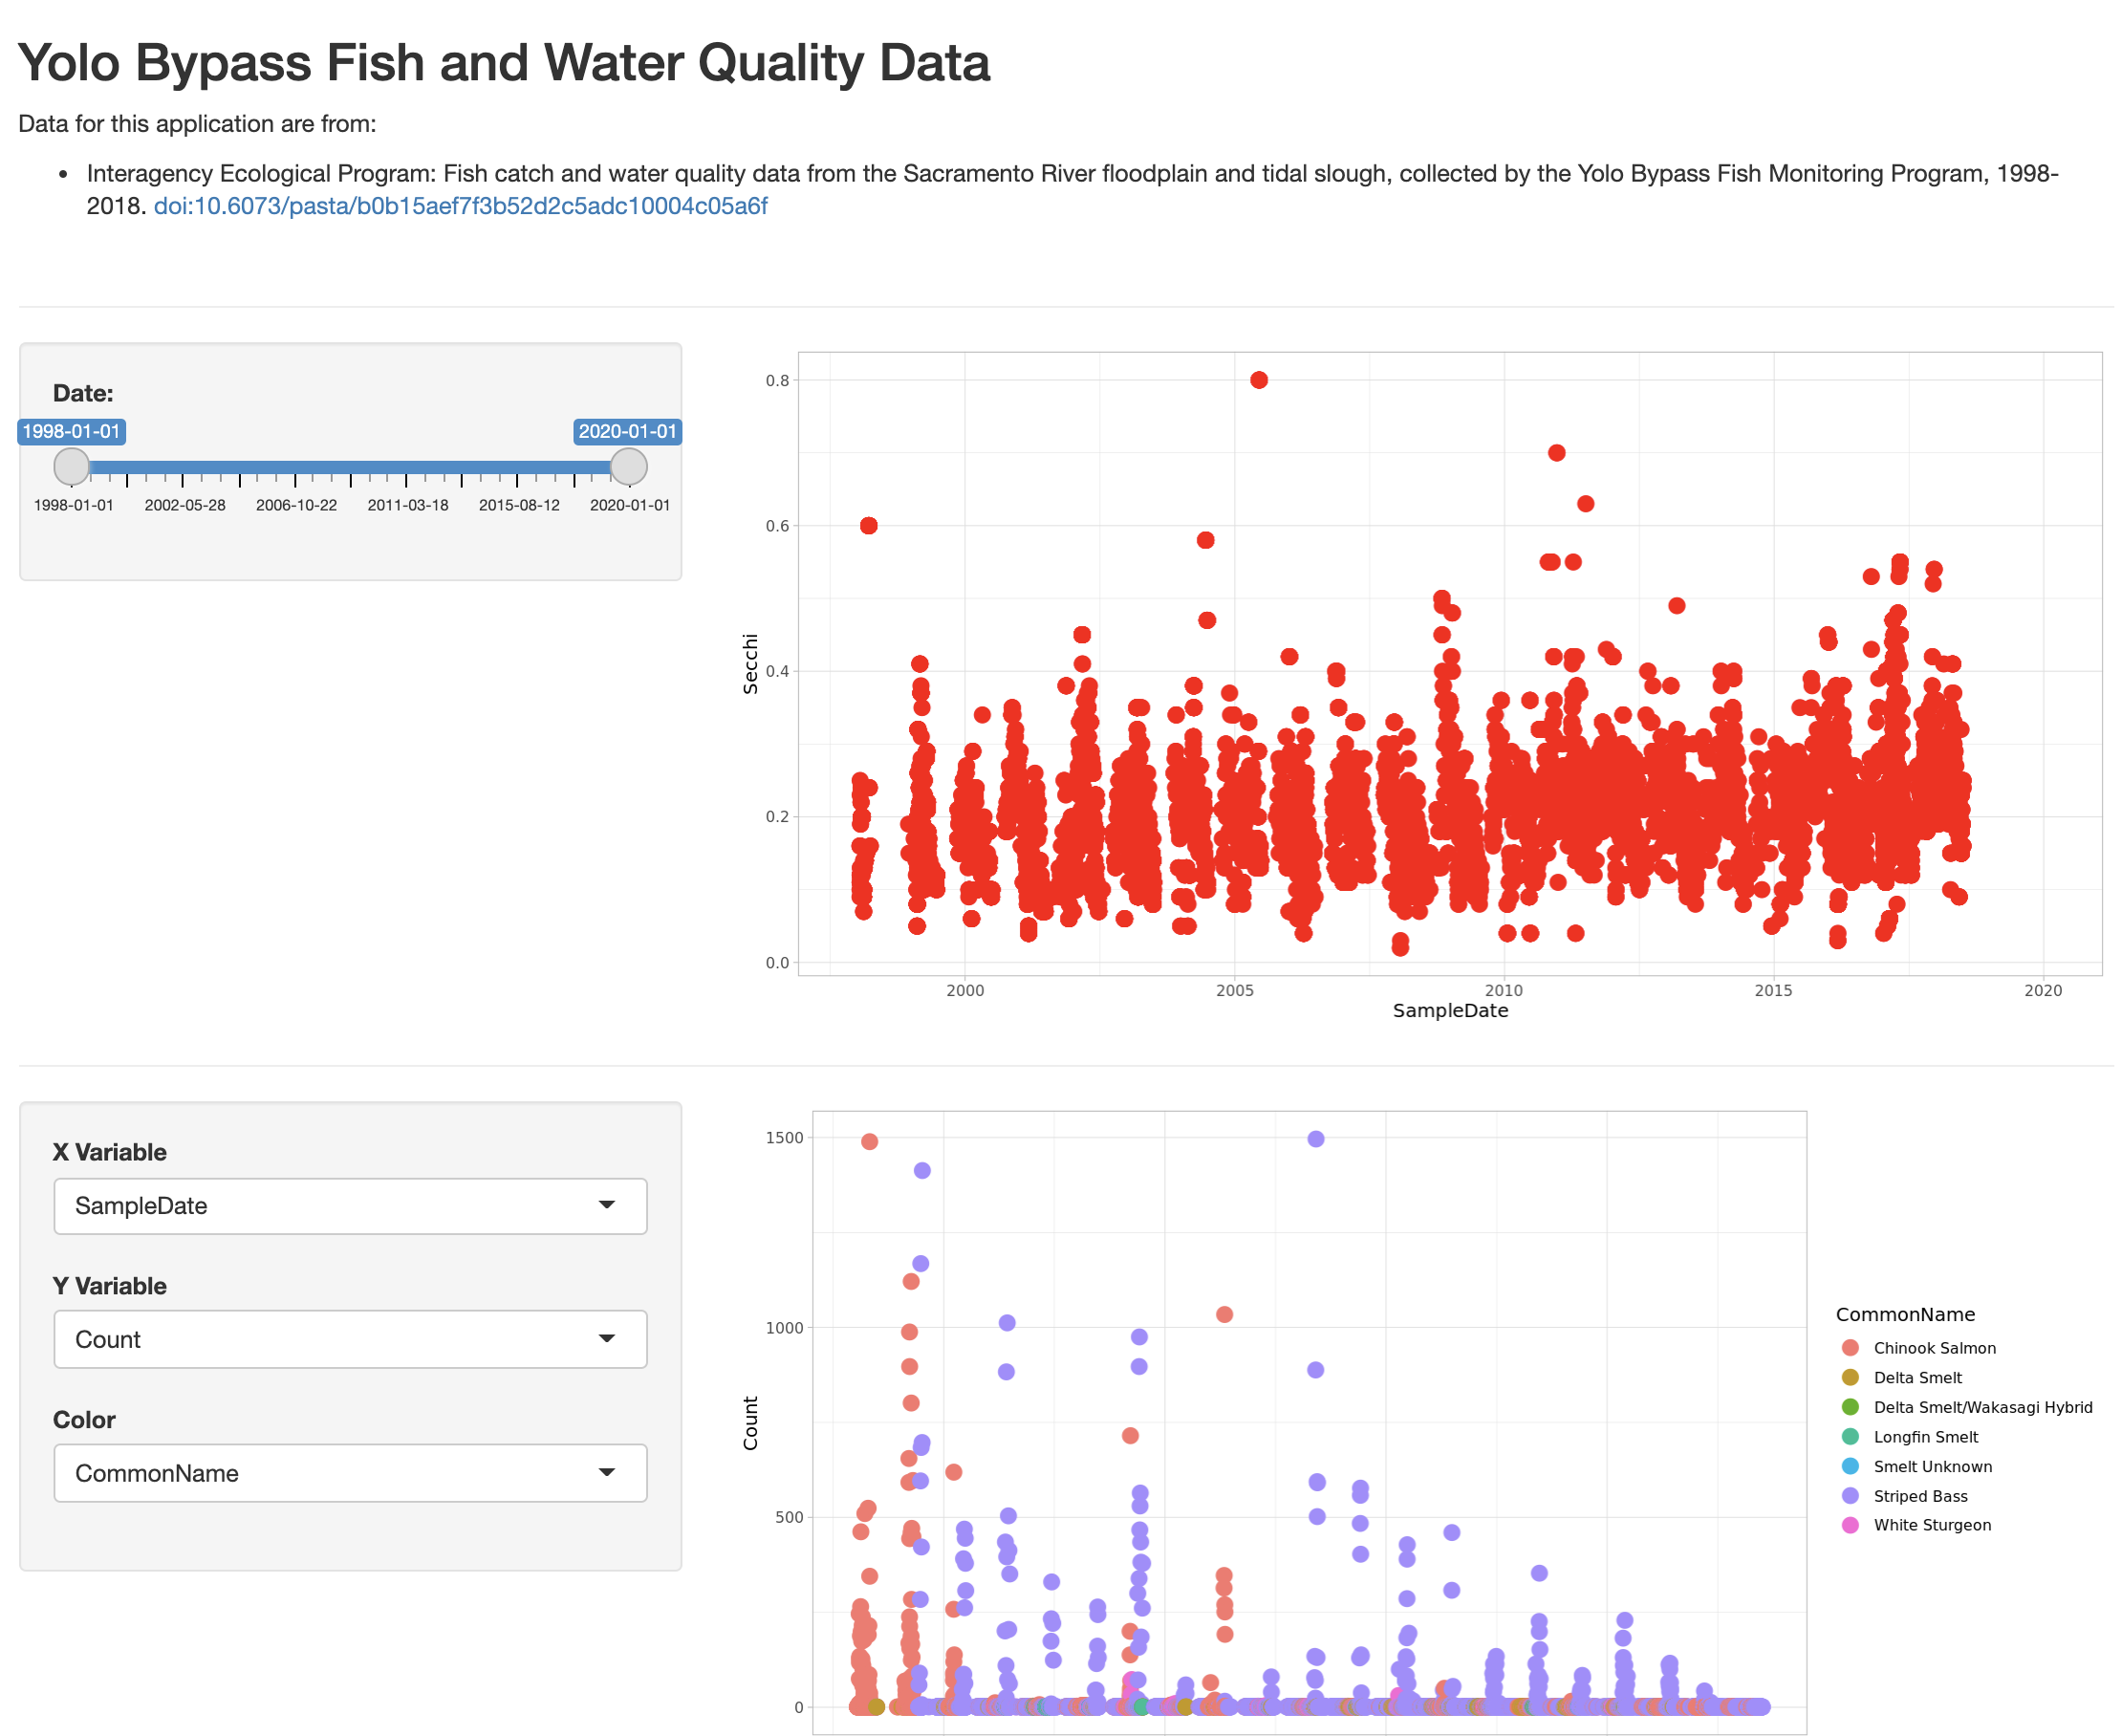 Yolo Bypass Fish and Water Quality Data
Data for this application are from:
• Interagency Ecological Program: Fish catch and water quality data from the Sacramento River floodplain and tidal slough, collected by the Yolo Bypass Fish Monitoring Program, 1998-
2018. doi:10.6073/pasta/b0b15aef7f3b52d2c5adc10004c05a6f
Date:
1998-01-01 2020-01-01
1998-01-01 2002-05-28 2006-10-22 2011-03-18 2015-08-12 2020-01-01
0.8
0.6
0.4
0.2
0.0
Secchi
2000 2005 2010 2015 2020
SampleDate
X Variable
SampleDate
Y Variable
Count
Color
CommonName
1500
1000
500
0
Count
CommonName
Chinook Salmon
Delta Smelt
Delta Smelt/Wakasagi Hybrid
Longfin Smelt
Smelt Unknown
Striped Bass
White Sturgeon